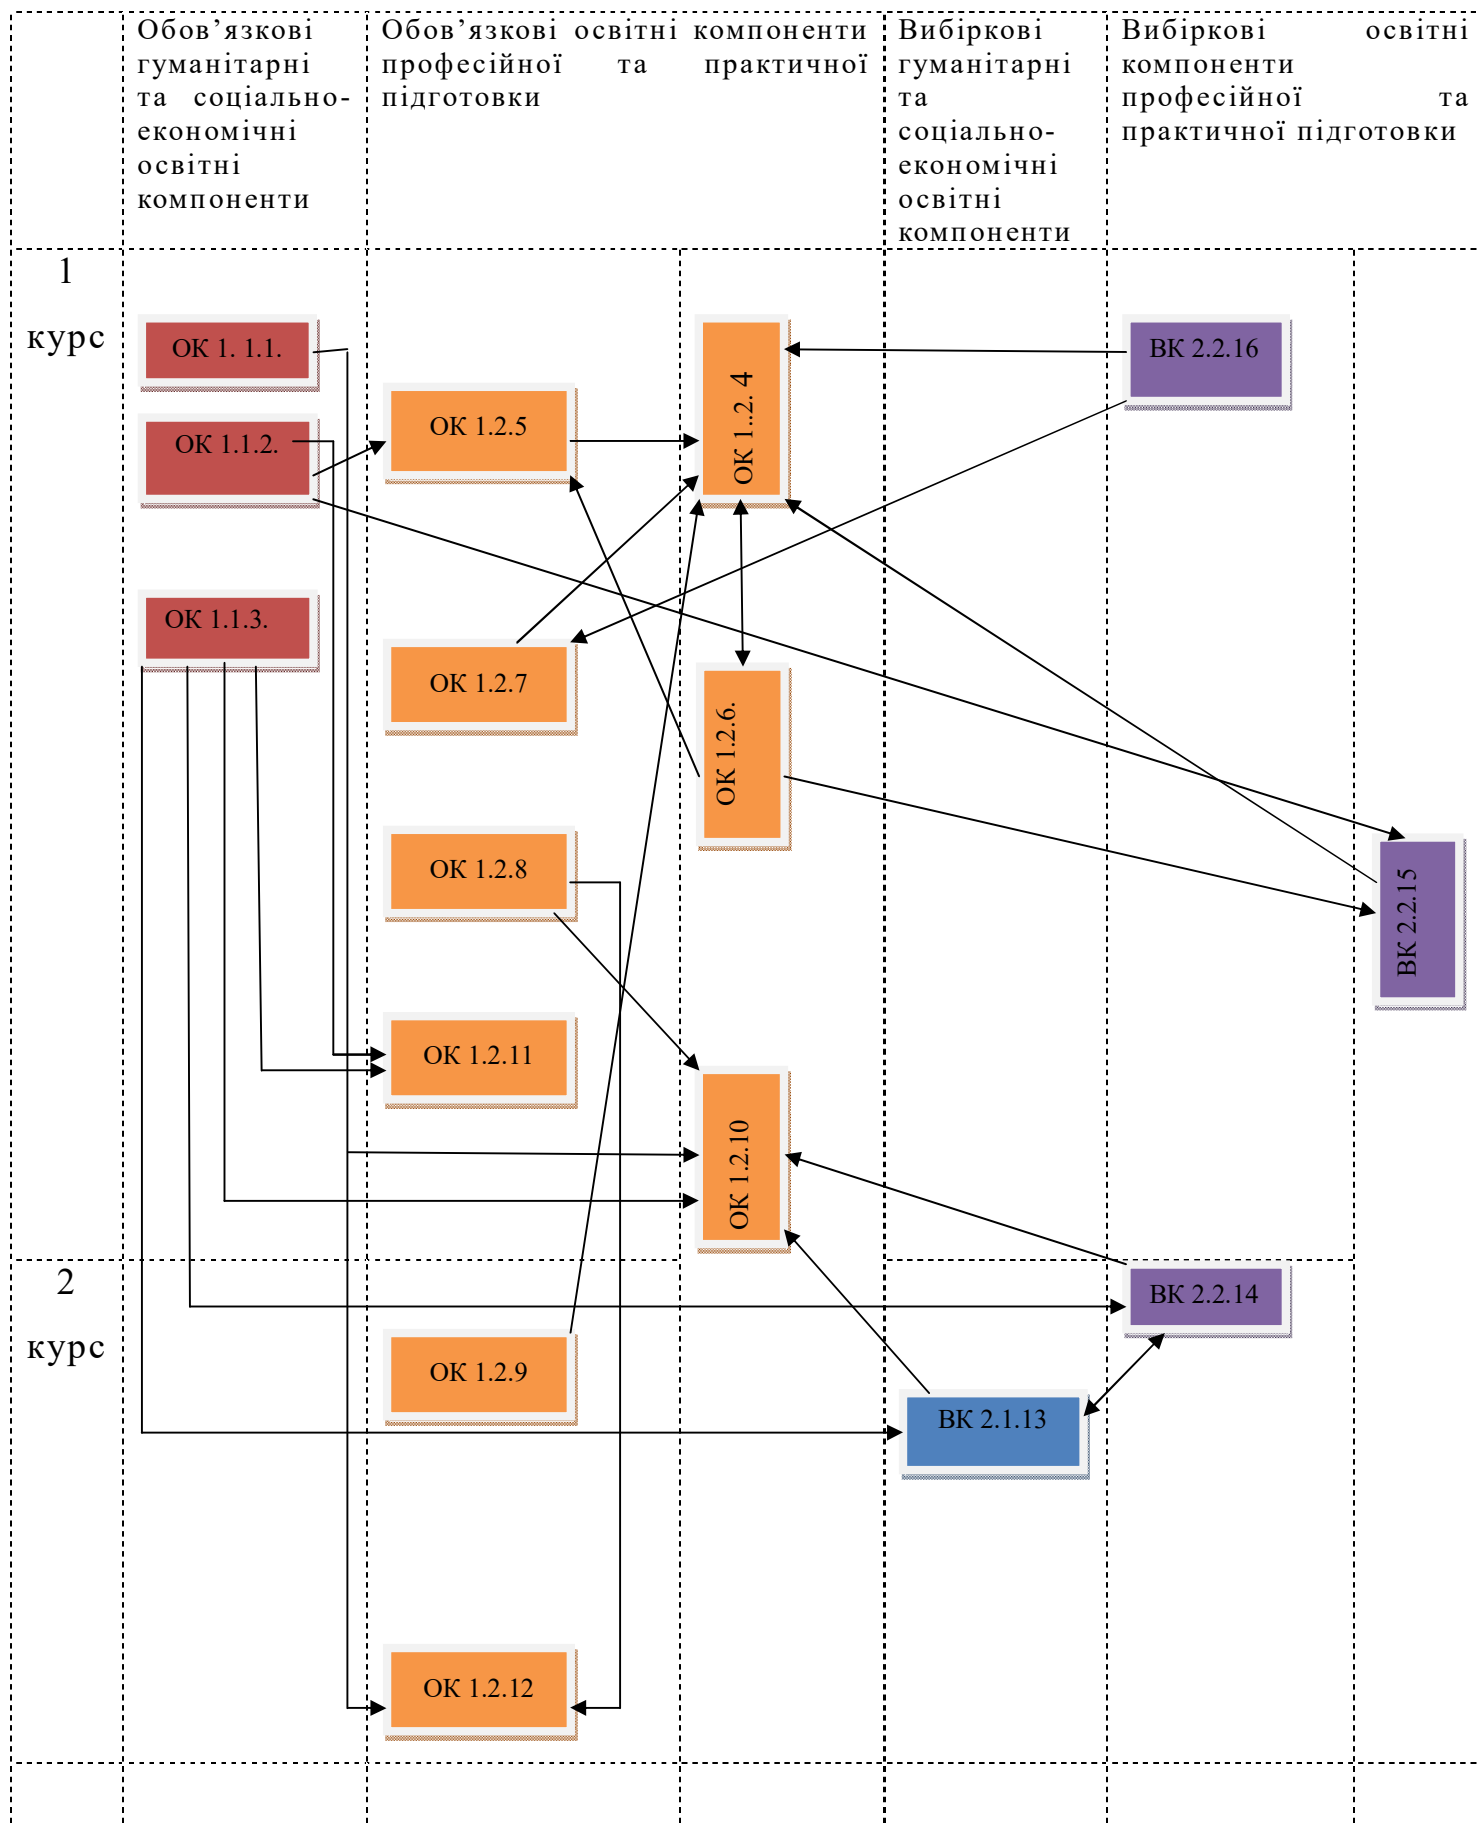 Обов’язкові
гуманітарні
та соціально-
економічні
освітні
компоненти
Обов’язкові освітні компоненти
професійної та практичної
підготовки
Вибіркові
гуманітарні
та
соціально-
економічні
освітні
компоненти
Вибіркові освітні
компоненти
професійної та
практичної підготовки
1
курс
ОК 1. 1.1.
ОК 1.1.2.
ОК 1.1.3.
ОК 1.2.5
ОК 1.2.7
ОК 1.2.8
ОК 1.2.11
ОК 1..2. 4
ОК 1.2.6.
ОК 1.2.10
ВК 2.2.16
ВК 2.2.15
2
курс
ОК 1.2.9
ОК 1.2.12
ВК 2.1.13
ВК 2.2.14